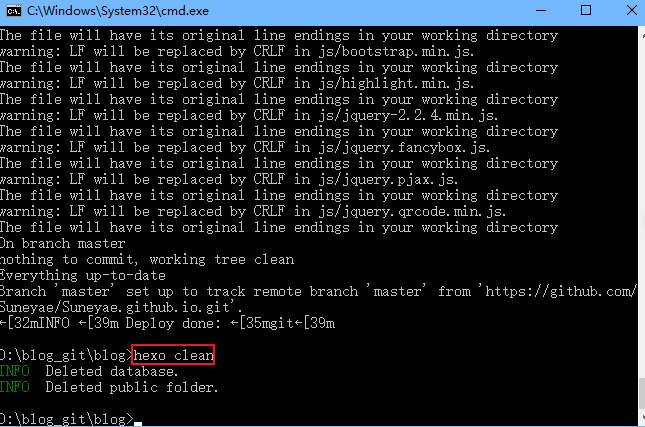 C:\Windows\System32\cmd.exe
The file will have its original line endings in your working directory
warning: LF will be replaced by CRLF in js/bootstrap.min.js.
The file will have its original line endings in your working directory
warning: LF will be replaced by CRLF in js/highlight.min.js.
The file will have its original line endings in your working directory
warning: LF will be replaced by CRLF in js/jquery-2.2.4.min.js.
The file will have its original line endings in your working directory
warning: LF will be replaced by CRLF in js/jquery.fancybox.js.
The file will have its original line endings in your working directory
warning: LF will be replaced by CRLF in js/jquery.pjax.js.
The file will have its original line endings in your working directory
warning: LF will be replaced by CRLF in js/jquery.qrcode.min.js.
The file will have its original line endings in your working directory
On branch master
nothing to commit, working tree clean
Everything up-to-date
Branch 'master' set up to track remote branch 'master' from 'https://github.com/
Suneyae/Suneyae.github.io.git'.
←[32mINFO ←[39m Deploy done: ←[35mgit←[39m
D:\blog_git\blog>hexo clean
INFO  Deleted database.
INFO  Deleted public folder.
D:\blog_git\blog>